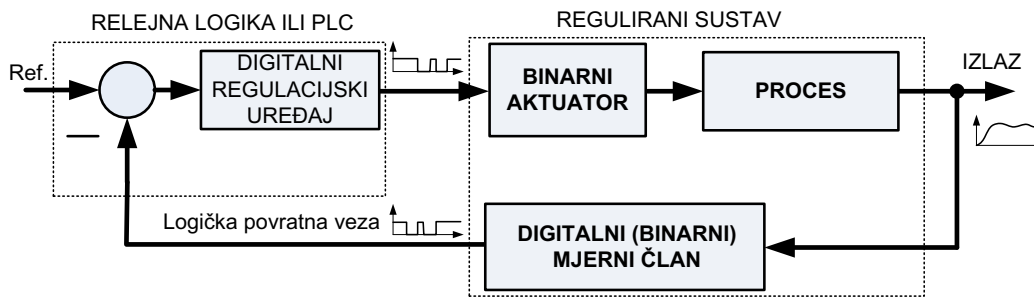 RELEJNA LOGIKA ILI PLC
REGULIRANI SUSTAV
Ref.
DIGITALNI
REGULACIJSKI
UREĐAJ
BINARNI
AKTUATOR
PROCES
IZLAZ
Logička povratna veza
DIGITALNI (BINARNI)
MJERNI ČLAN